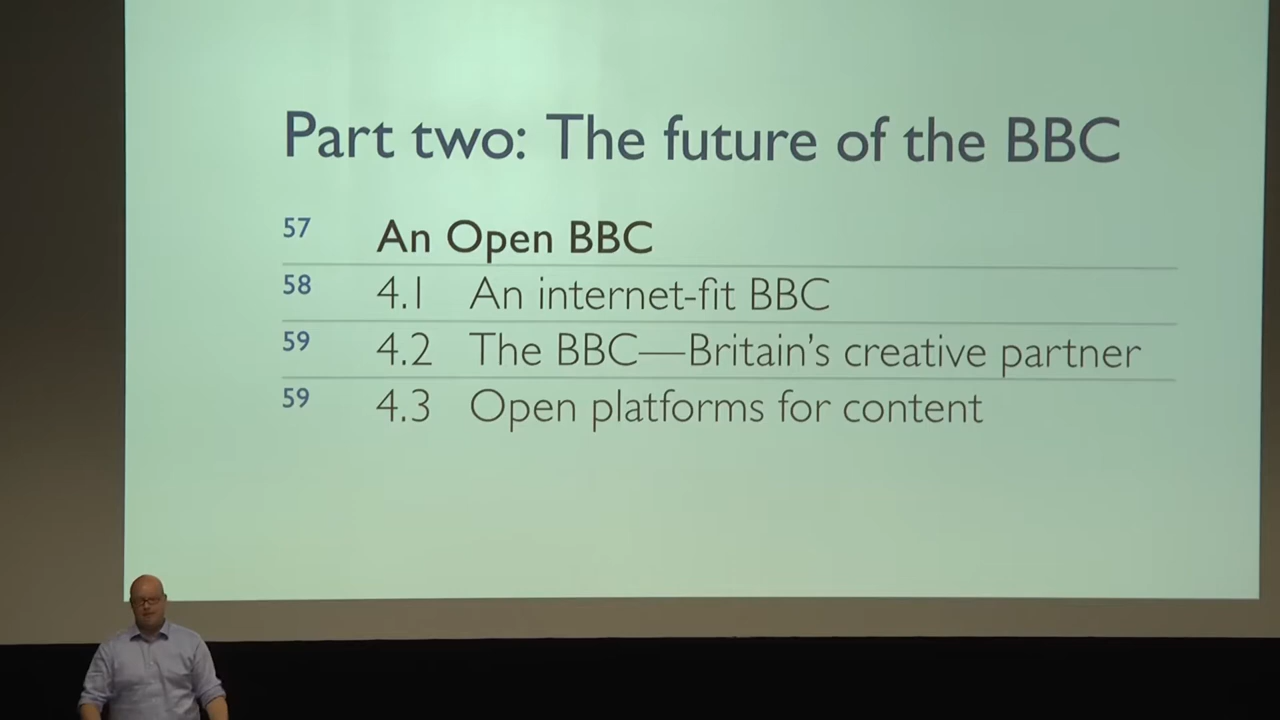 Part two: The future of the BBC
57 An Open BBC
58 4.1 An internet-fit BBC
59 4.2 The BBC—Britain's creative partner
59 4.3 Open platforms for content